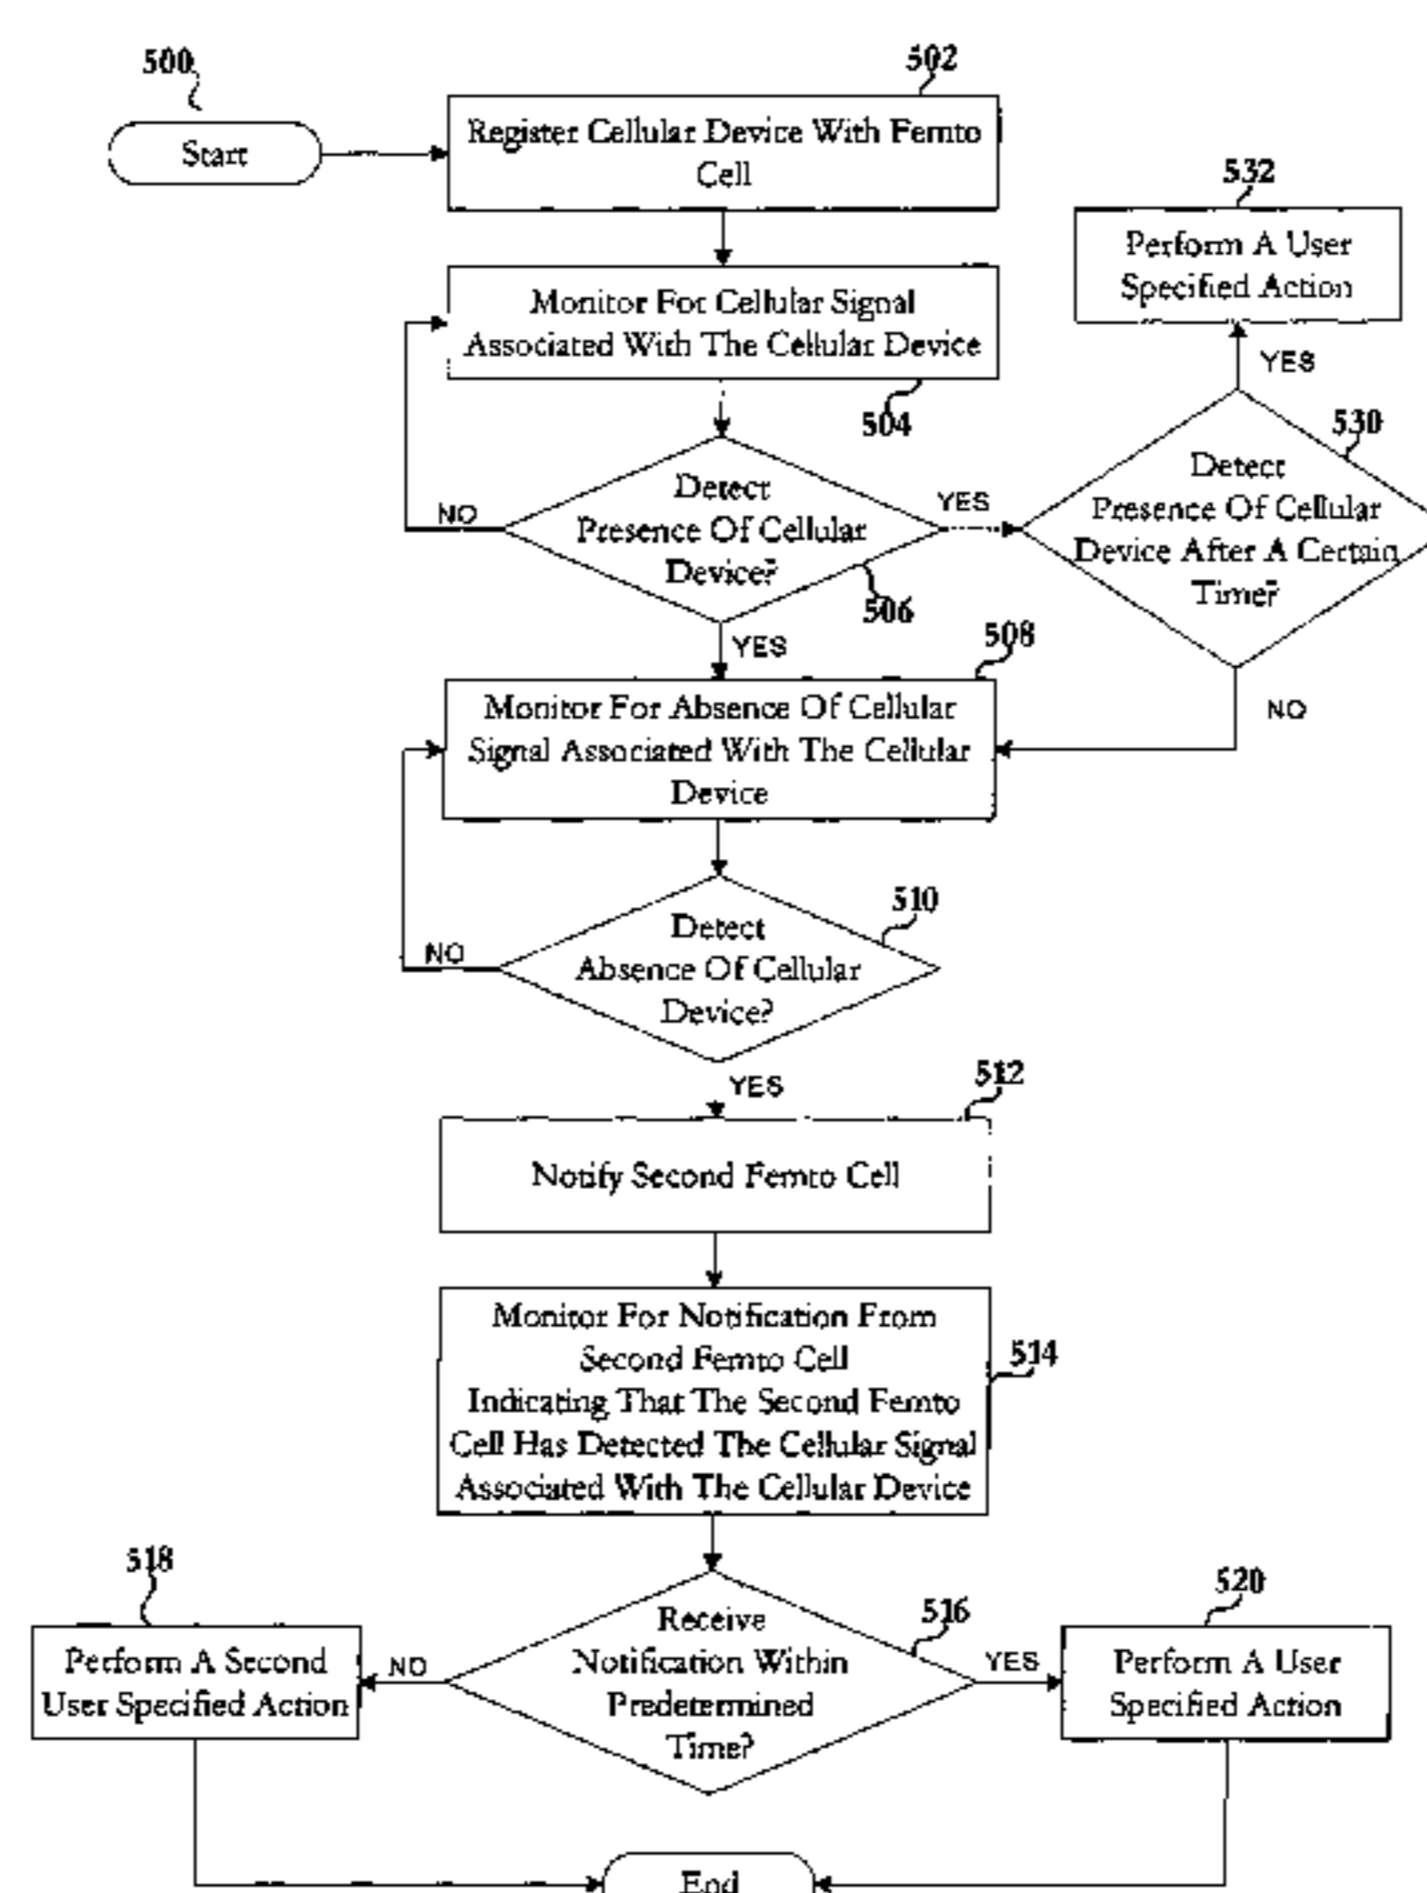 500
502
Start
Register Cellular Device With Femto
Cell
532
Perform A User
Specified Action
Monitor For Cellular Signal
Associated With The Cellular Device
504
YES
530
Detect
Presence Of Cellular
Device?
NO
YES
506
Detect
Presence Of Cellular
Device After A Certain
Time?
YES
508
NO
Monitor For Absence Of Cellular
Signal Associated With The Cellular
Device
510
Detect
Absence Of Cellular
Device?
NO
YES
512
Notify Second Femto Cell
Monitor For Notification From
Second Femto Cell
Indicating That The Second Femto
Cell Has Detected The Cellular Signal
Associated With The Cellular Device
514
518
516
520
Perform A Second
User Specified Action
NO
Receive
Notification Within
Predetermined
Time?
YES
Perform A User
Specified Action
End